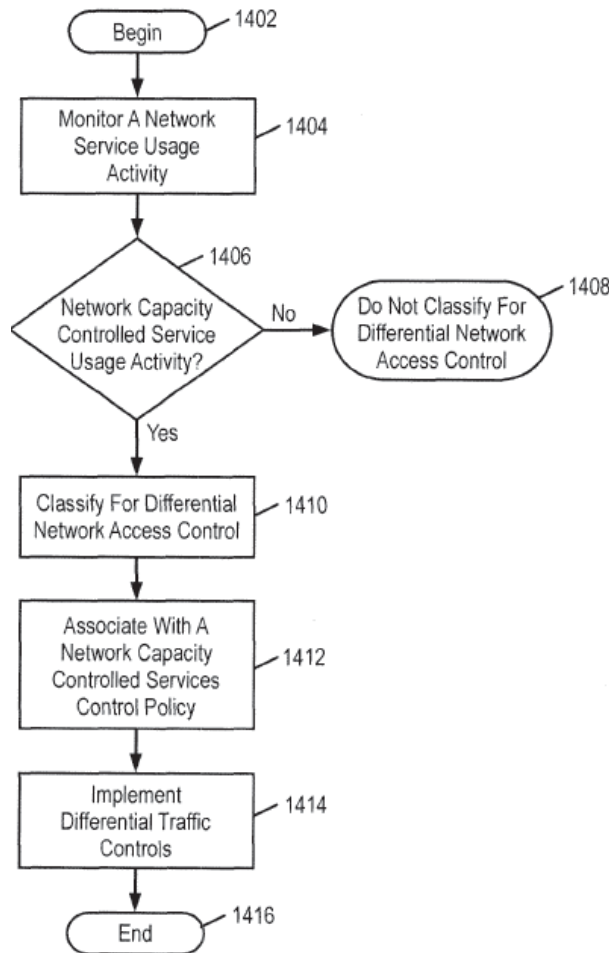 Begin
1402
Monitor A Network
Service Usage
Activity
1404
1406
Network Capacity
Controlled Service
Usage Activity?
No
1408
Do Not Classify For
Differential Network
Access Control
Yes
Classify For Differential
Network Access Control
1410
Associate With A
Network Capacity
Controlled Services
Control Policy
1412
Implement
Differential Traffic
Controls
1414
End
1416